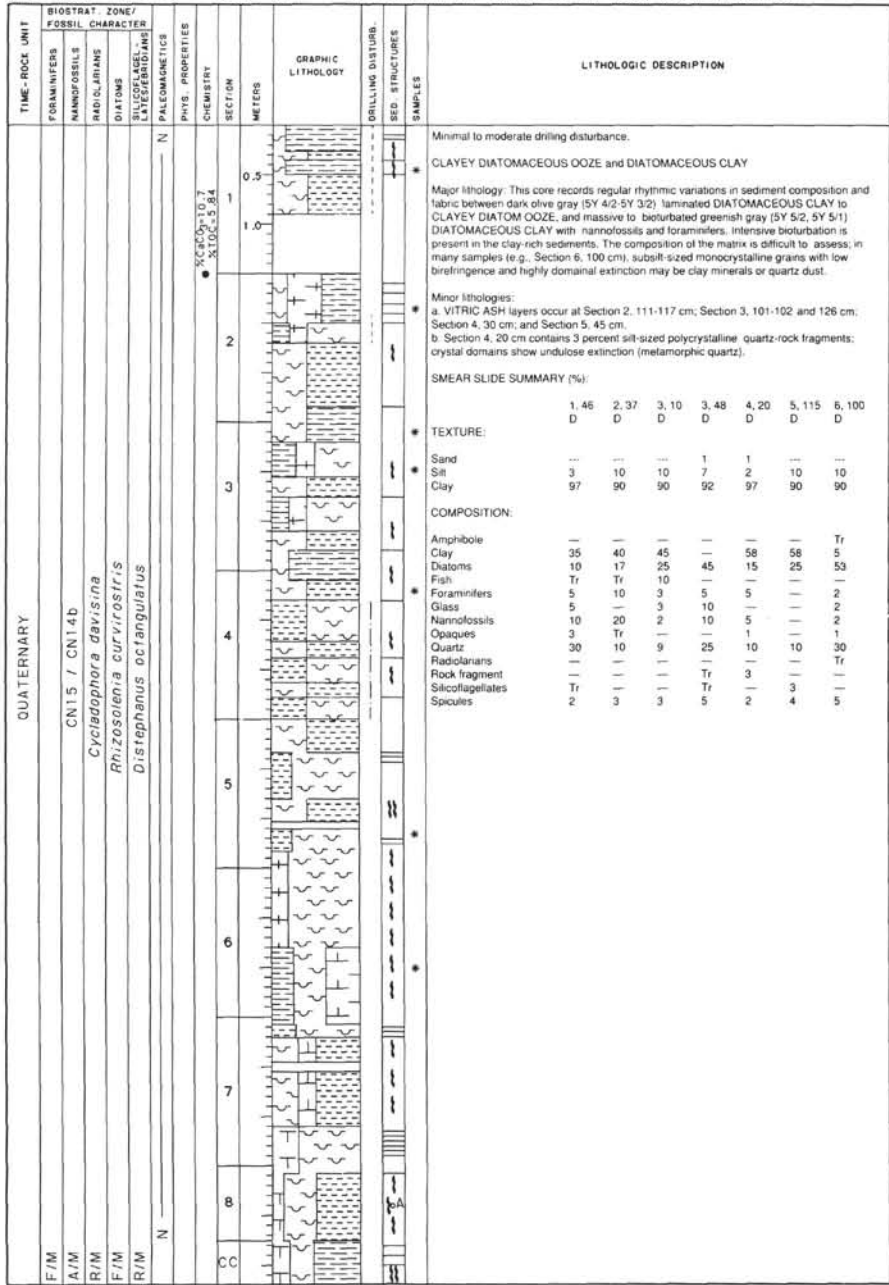 TIME-ROCK UNIT
BIOSTRAT. ZONE/
FOSSIL CHARACTER
FORAMINIFERS
NANNOFOSSILS
RADIOLARIANS
DIATOMS
SILICOFLAGEL-
LATES/EBRIDIANS
PALEOMAGNETICS
PHYS. PROPERTIES
CHEMISTRY
SECTION
METERS
GRAPHIC
LITHOLOGY
DRILLING DISTURB.
SED. STRUCTURES
SAMPLES
LITHOLOGIC DESCRIPTION
QUATERNARY
F/M
A/M CN15 / CN14b
R/M Cycladophora davisina
F/M Rhizosolenia curvirostris
R/M Distephanus octangulatus
N
N
%CaCO3=10.7
%TOC=5.84
0.5
1.0
1
2
3
4
5
6
7
8
CC
A
Minimal to moderate drilling disturbance.
CLAYEY DIATOMACEOUS OOZE and DIATOMACEOUS CLAY
Major lithology: This core records regular rhythmic variations in sediment composition and
fabric between dark olive gray (5Y 4/2-5Y 3/2) laminated DIATOMACEOUS CLAY to
CLAYEY DIATOM OOZE, and massive to bioturbated greenish gray (5Y 5/2, 5Y 5/1)
DIATOMACEOUS CLAY with nannofossils and foraminifers. Intensive bioturbation is
present in the clay-rich sediments. The composition of the matrix is difficult to assess; in
many samples (e.g., Section 6, 100 cm), subsilt-sized monocrystalline grains with low
birefringence and highly domainal extinction may be clay minerals or quartz dust.
Minor lithologies:
a. VITRIC ASH layers occur at Section 2, 111-117 cm; Section 3, 101-102 and 126 cm;
Section 4, 30 cm; and Section 5, 45 cm.
b. Section 4, 20 cm contains 3 percent silt-sized polycrystalline quartz-rock fragments;
crystal domains show undulose extinction (metamorphic quartz).
SMEAR SLIDE SUMMARY (%):
1, 46 2, 37 3, 10 3, 48 4, 20 5, 115 6, 100
D D D D D D D
TEXTURE:
Sand --- --- --- 1 1 --- ---
Silt 3 10 10 7 2 10 10
Clay 97 90 90 92 97 90 90
COMPOSITION:
Amphibole — — — — — — Tr
Clay 35 40 45 — 58 58 5
Diatoms 10 17 25 45 15 25 53
Fish Tr Tr 10 — — — —
Foraminifers 5 10 3 5 5 — 2
Glass 5 — 3 10 — — 2
Nannofossils 10 20 2 10 5 — 2
Opaques 3 Tr — — 1 — 1
Quartz 30 10 9 25 10 10 30
Radiolarians — — — — — — Tr
Rock fragment — — — Tr 3 — —
Silicoflagellates Tr — — Tr — 3 —
Spicules 2 3 3 5 2 4 5